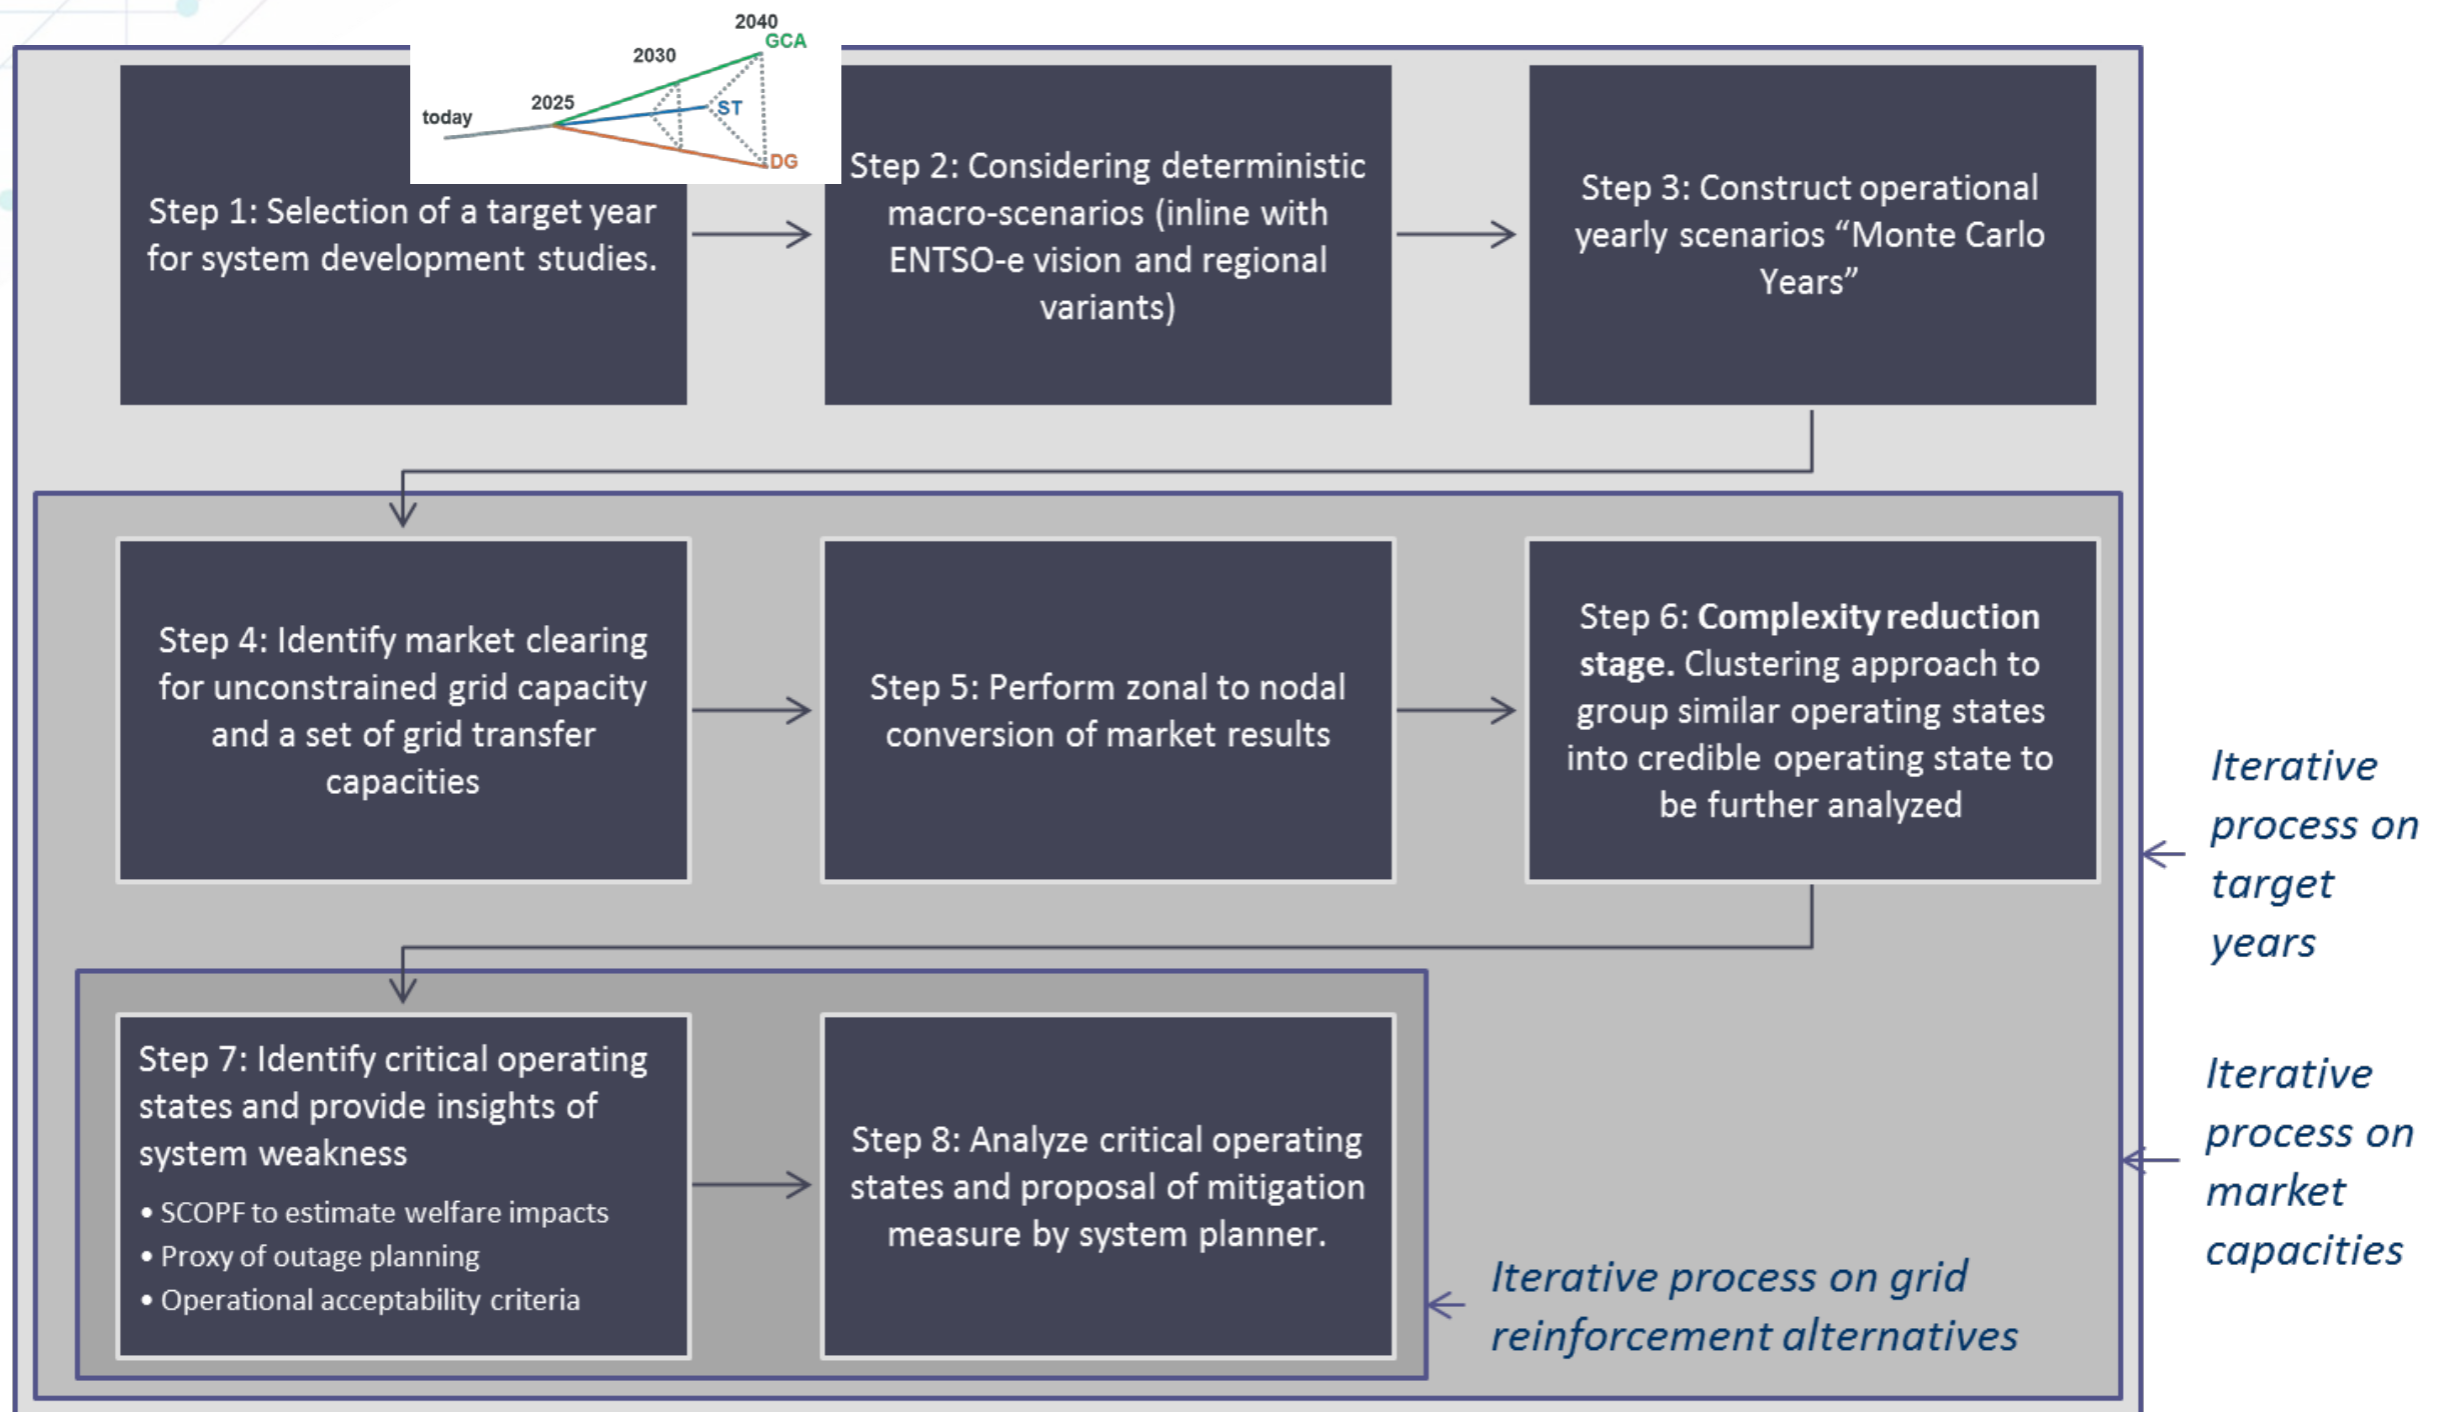 2040
GCA
2030
2025
ST
today
DG
Step 1: Selection of a target year
for system development studies.
Step 2: Considering deterministic
macro-scenarios (inline with
ENTSO-e vision and regional
variants)
Step 3: Construct operational
yearly scenarios “Monte Carlo
Years”
Step 4: Identify market clearing
for unconstrained grid capacity
and a set of grid transfer
capacities
Step 5: Perform zonal to nodal
conversion of market results
Step 6: Complexity reduction
stage. Clustering approach to
group similar operating states
into credible operating state to
be further analyzed
Step 7: Identify critical operating
states and provide insights of
system weakness
• SCOPF to estimate welfare impacts
• Proxy of outage planning
• Operational acceptability criteria
Step 8: Analyze critical operating
states and proposal of mitigation
measure by system planner.
Iterative process on grid
reinforcement alternatives
Iterative
process on
target
years
Iterative
process on
market
capacities